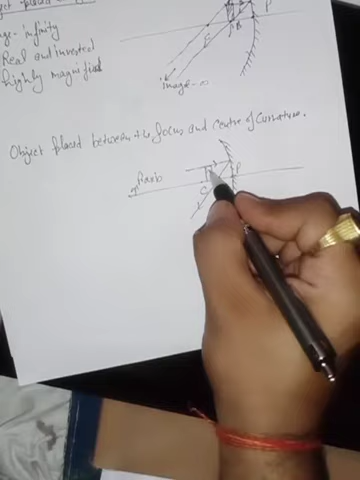 F B P
image - infinity
Real and inverted
highly magnified
image - ∞
Object placed between the focus and centre of curvature.
P
C